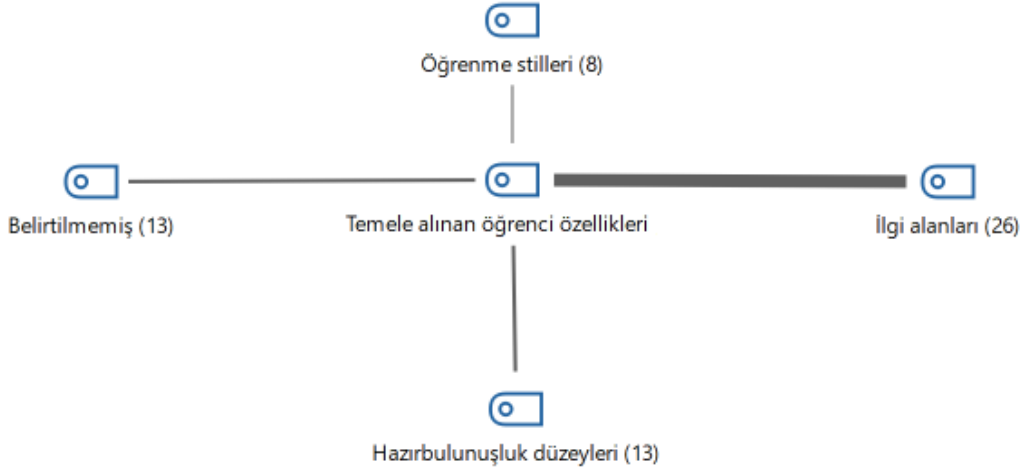 Öğrenme stilleri (8)
Belirtilmemiş (13)
Temele alınan öğrenci özellikleri
İlgi alanları (26)
Hazırbulunuşluk düzeyleri (13)